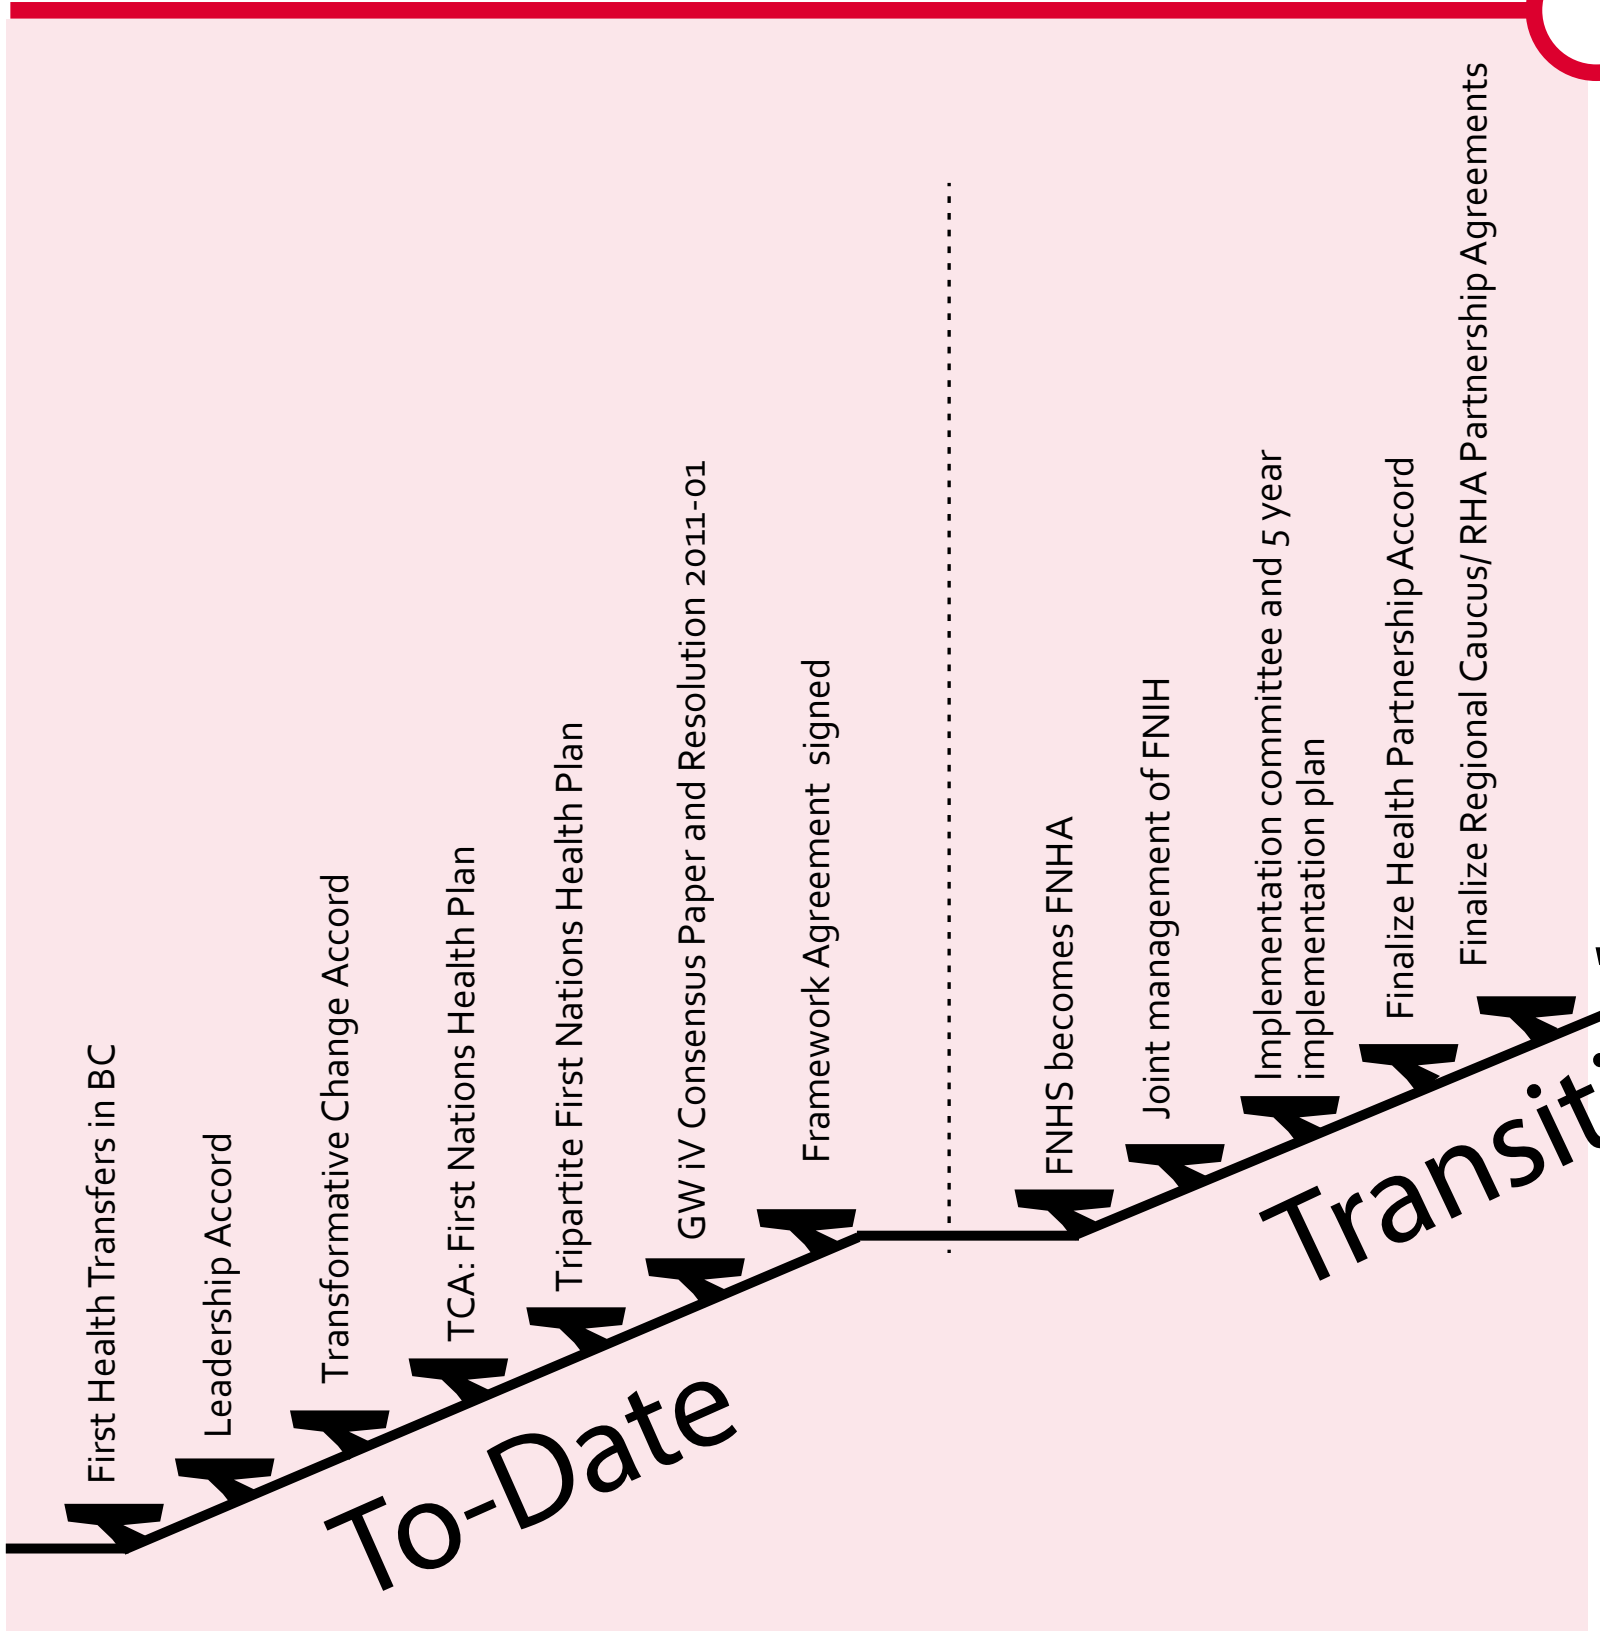 First Health Transfers in BC
Leadership Accord
Transformative Change Accord
TCA: First Nations Health Plan
Tripartite First Nations Health Plan
GW iV Consensus Paper and Resolution 2011-01
Framework Agreement signed
FNHS becomes FNHA
Joint management of FNIH
Implementation committee and 5 year
implementation plan
Finalize Health Partnership Accord
Finalize Regional Caucus/ RHA Partnership Agreements
To-Date